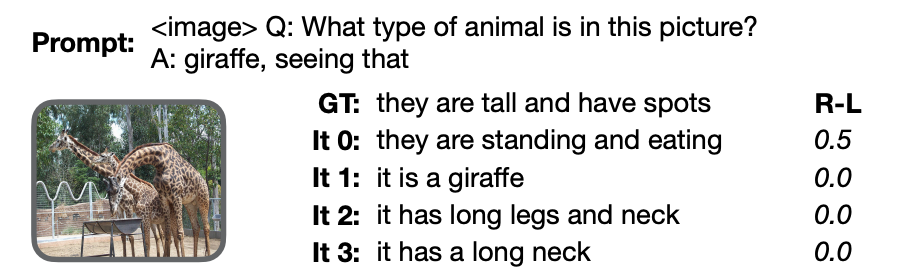 Prompt: <image> Q: What type of animal is in this picture?
A: giraffe, seeing that
GT: they are tall and have spots R-L
It 0: they are standing and eating 0.5
It 1: it is a giraffe 0.0
It 2: it has long legs and neck 0.0
It 3: it has a long neck 0.0